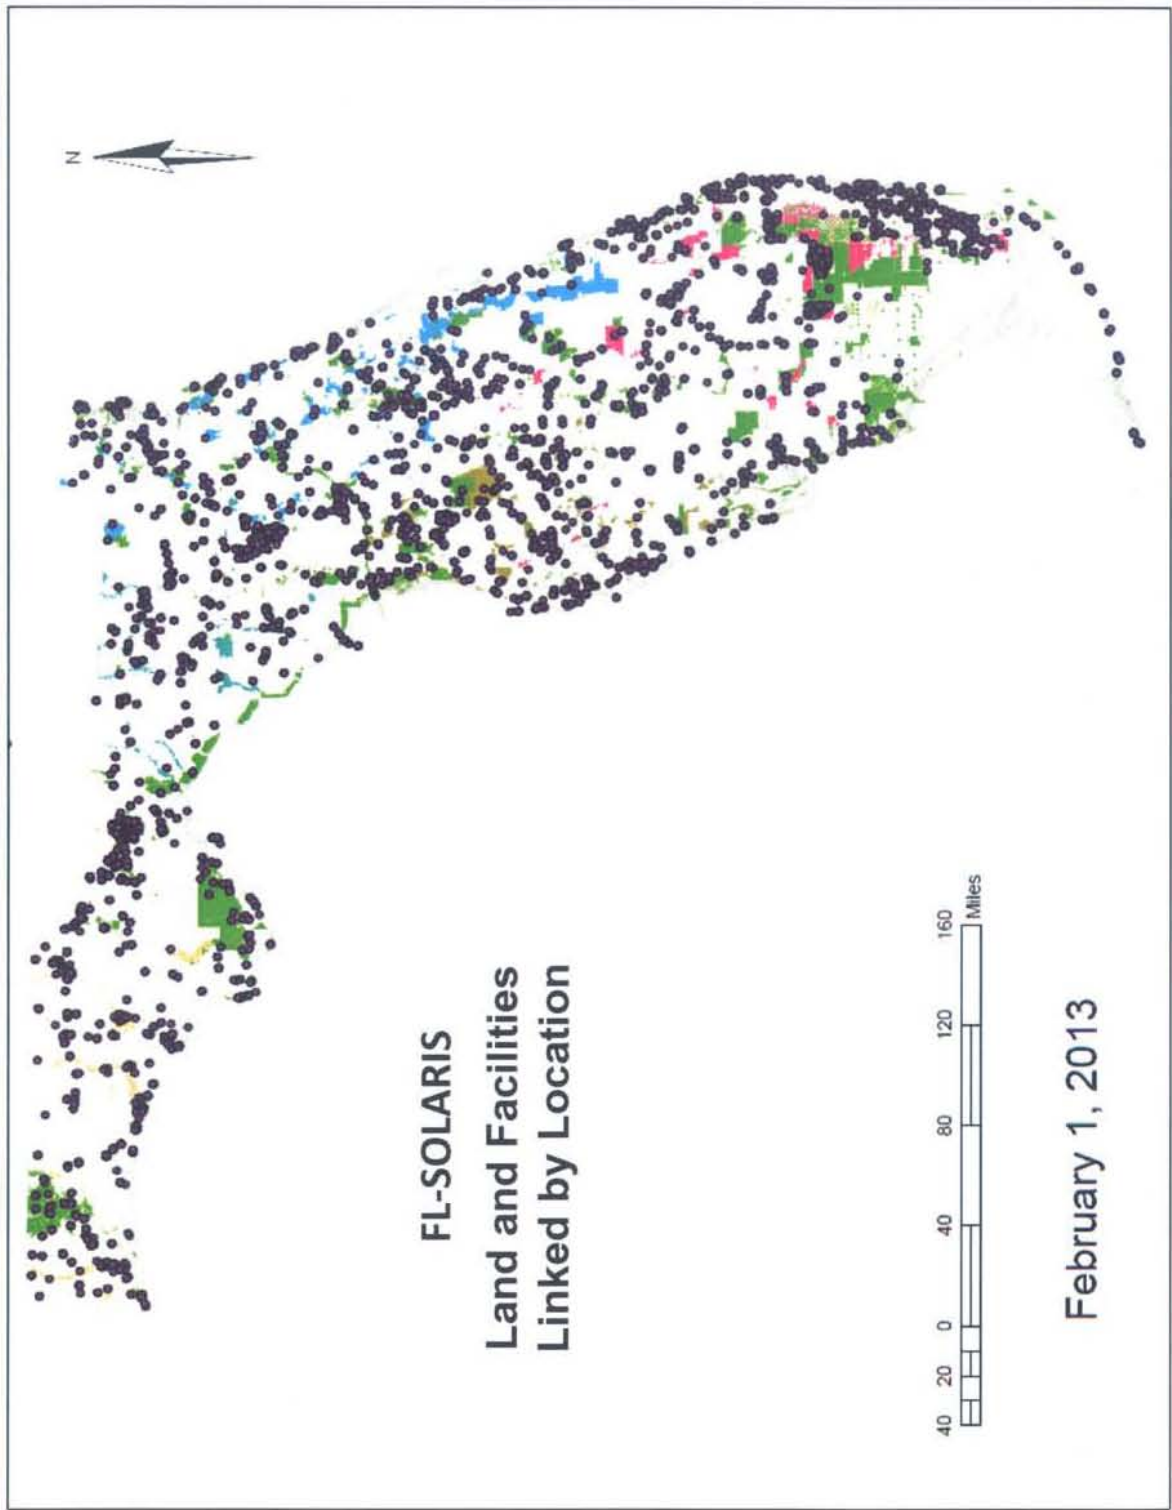 N
FL-SOLARIS
Land and Facilities
Linked by Location
40 20 0 40 80 120 160
Miles
February 1, 2013